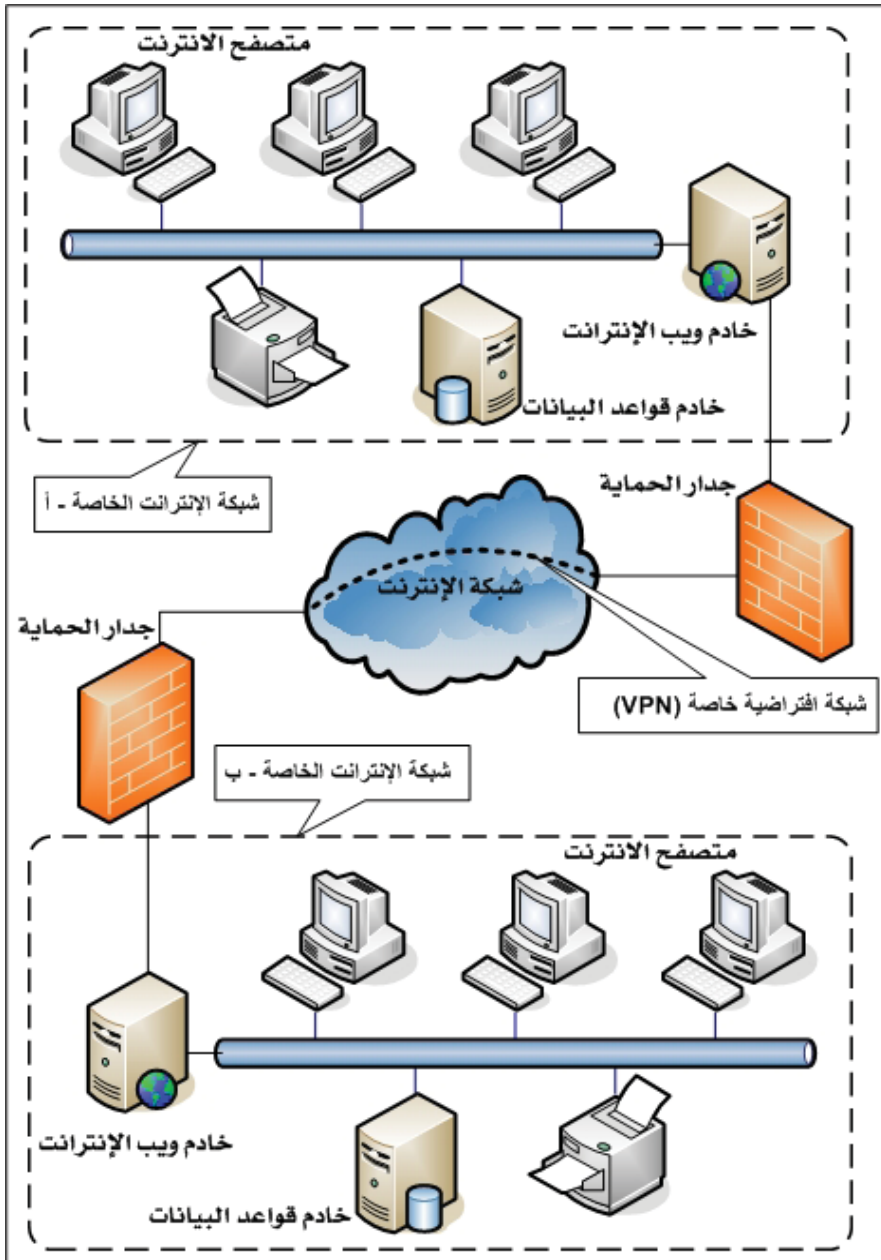 متصفح الانترنت
خادم ويب الإنترانت
خادم قواعد البيانات
شبكة الإنترانت الخاصة - أ
جدار الحماية
شبكة الإنترنت
جدار الحماية
شبكة افتراضية خاصة (VPN)
شبكة الإنترانت الخاصة - ب
متصفح الانترنت
خادم ويب الإنترانت
خادم قواعد البيانات